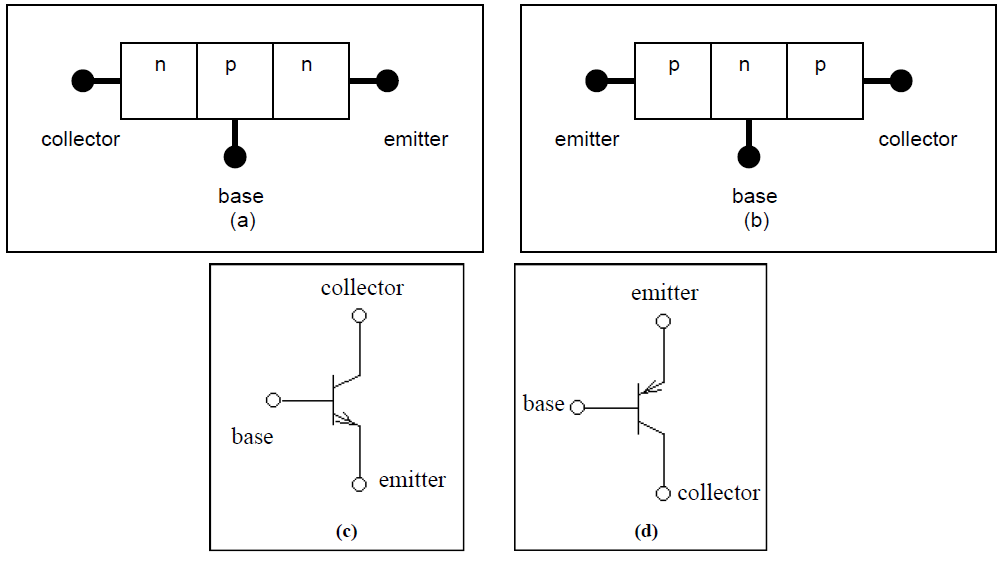 n p n
collector
emitter
base
(a)
p n p
emitter
collector
base
(b)
collector
base
emitter
(c)
emitter
base
collector
(d)